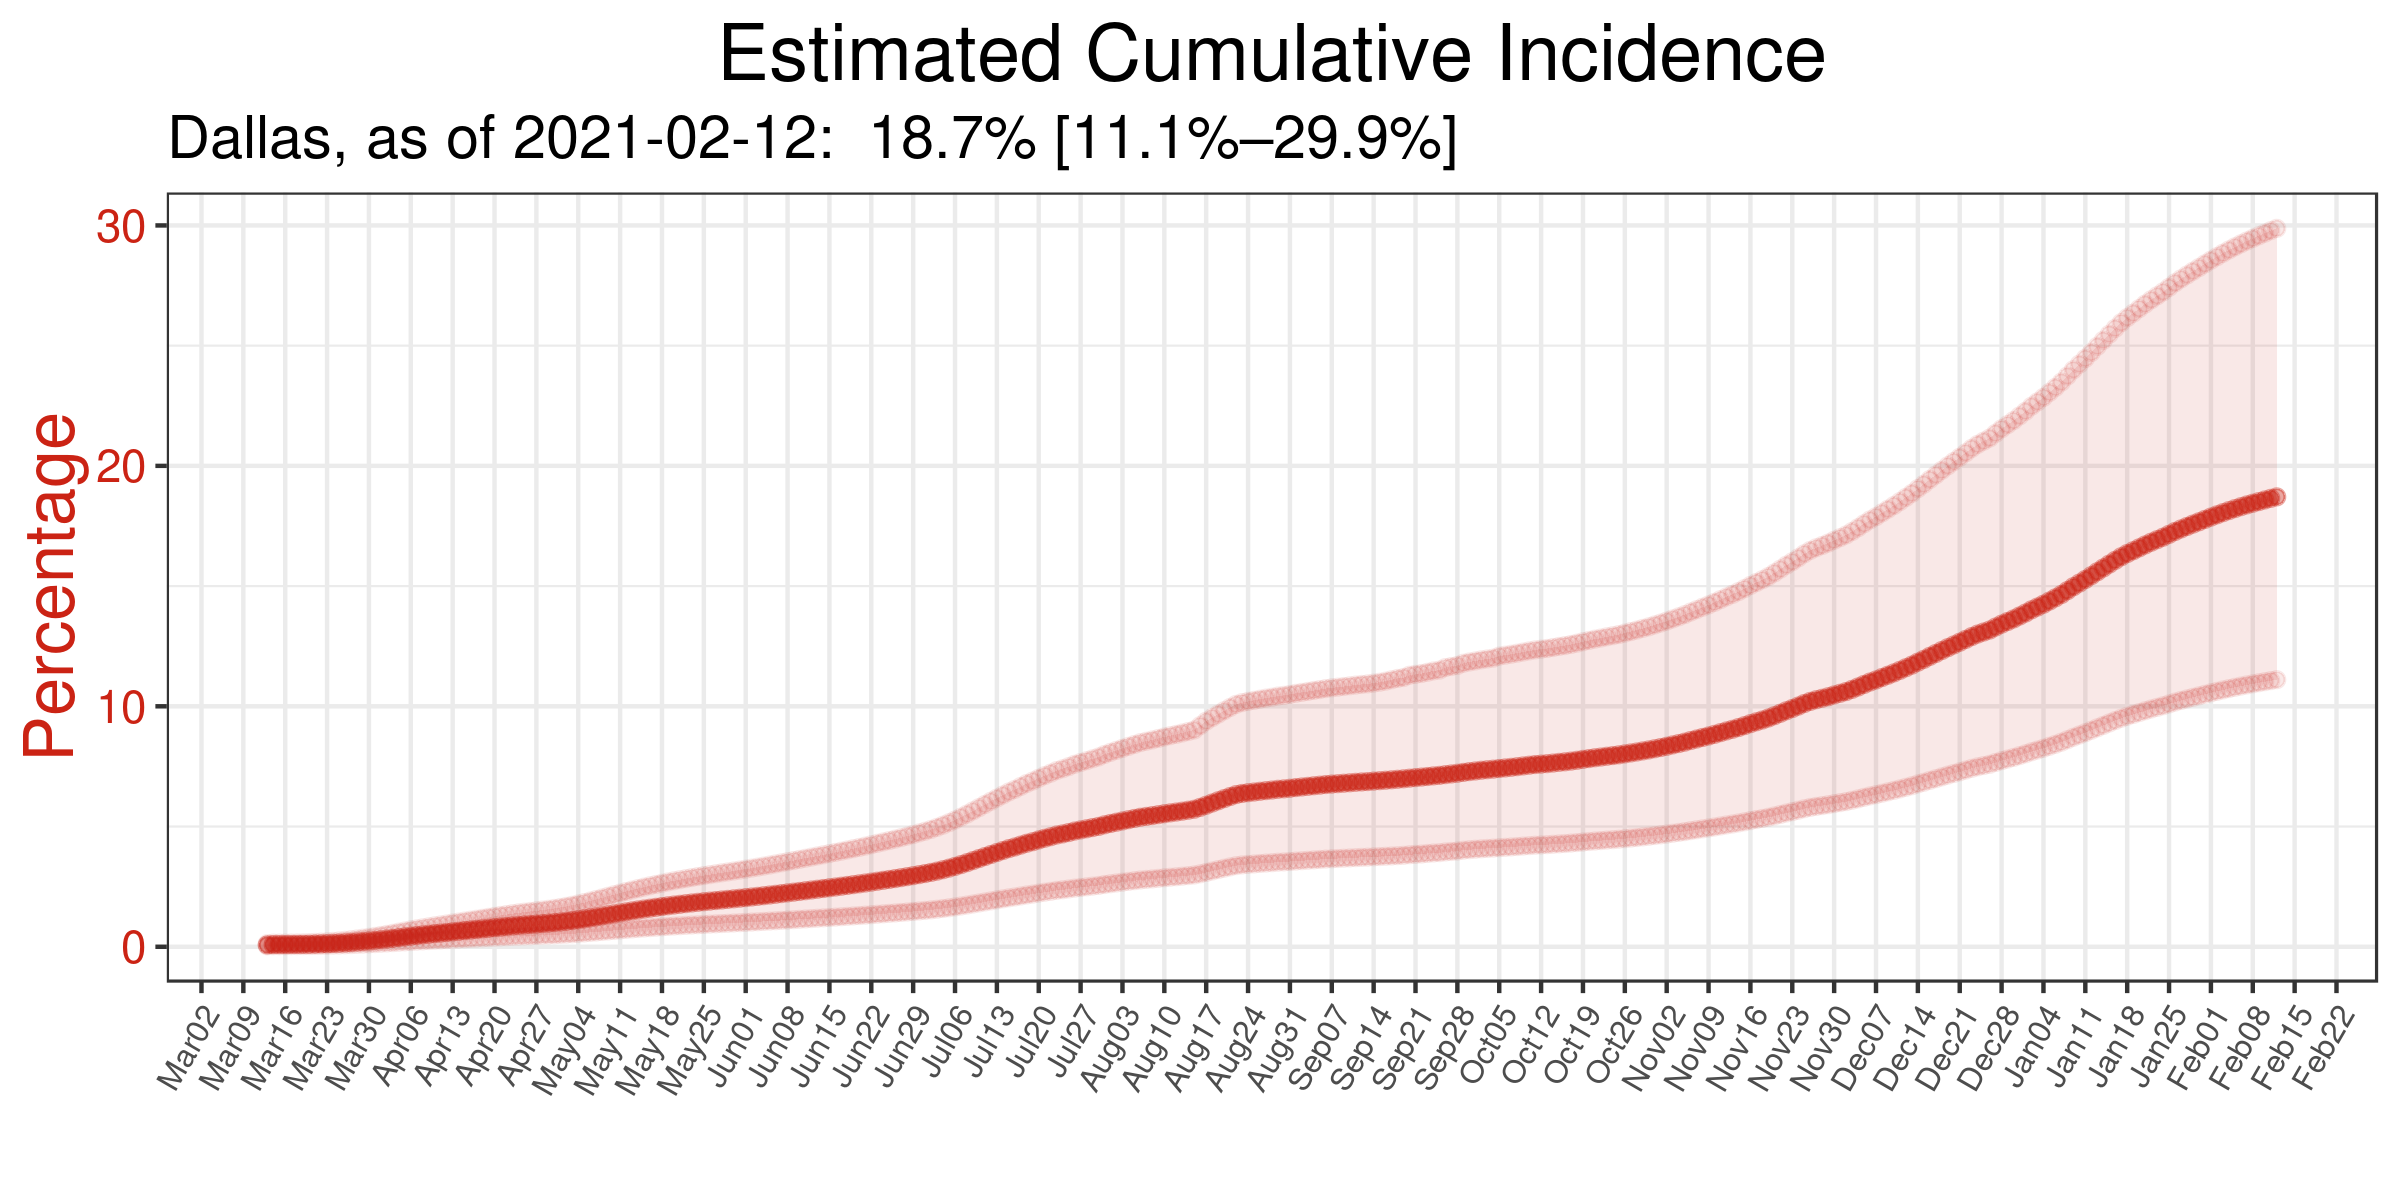 Estimated Cumulative Incidence
Dallas, as of 2021-02-12:  18.7% [11.1%–29.9%]
Percentage
30
20
10
0
Mar02
Mar09
Mar16
Mar23
Mar30
Apr06
Apr13
Apr20
Apr27
May04
May11
May18
May25
Jun01
Jun08
Jun15
Jun22
Jun29
Jul06
Jul13
Jul20
Jul27
Aug03
Aug10
Aug17
Aug24
Aug31
Sep07
Sep14
Sep21
Sep28
Oct05
Oct12
Oct19
Oct26
Nov02
Nov09
Nov16
Nov23
Nov30
Dec07
Dec14
Dec21
Dec28
Jan04
Jan11
Jan18
Jan25
Feb01
Feb08
Feb15
Feb22